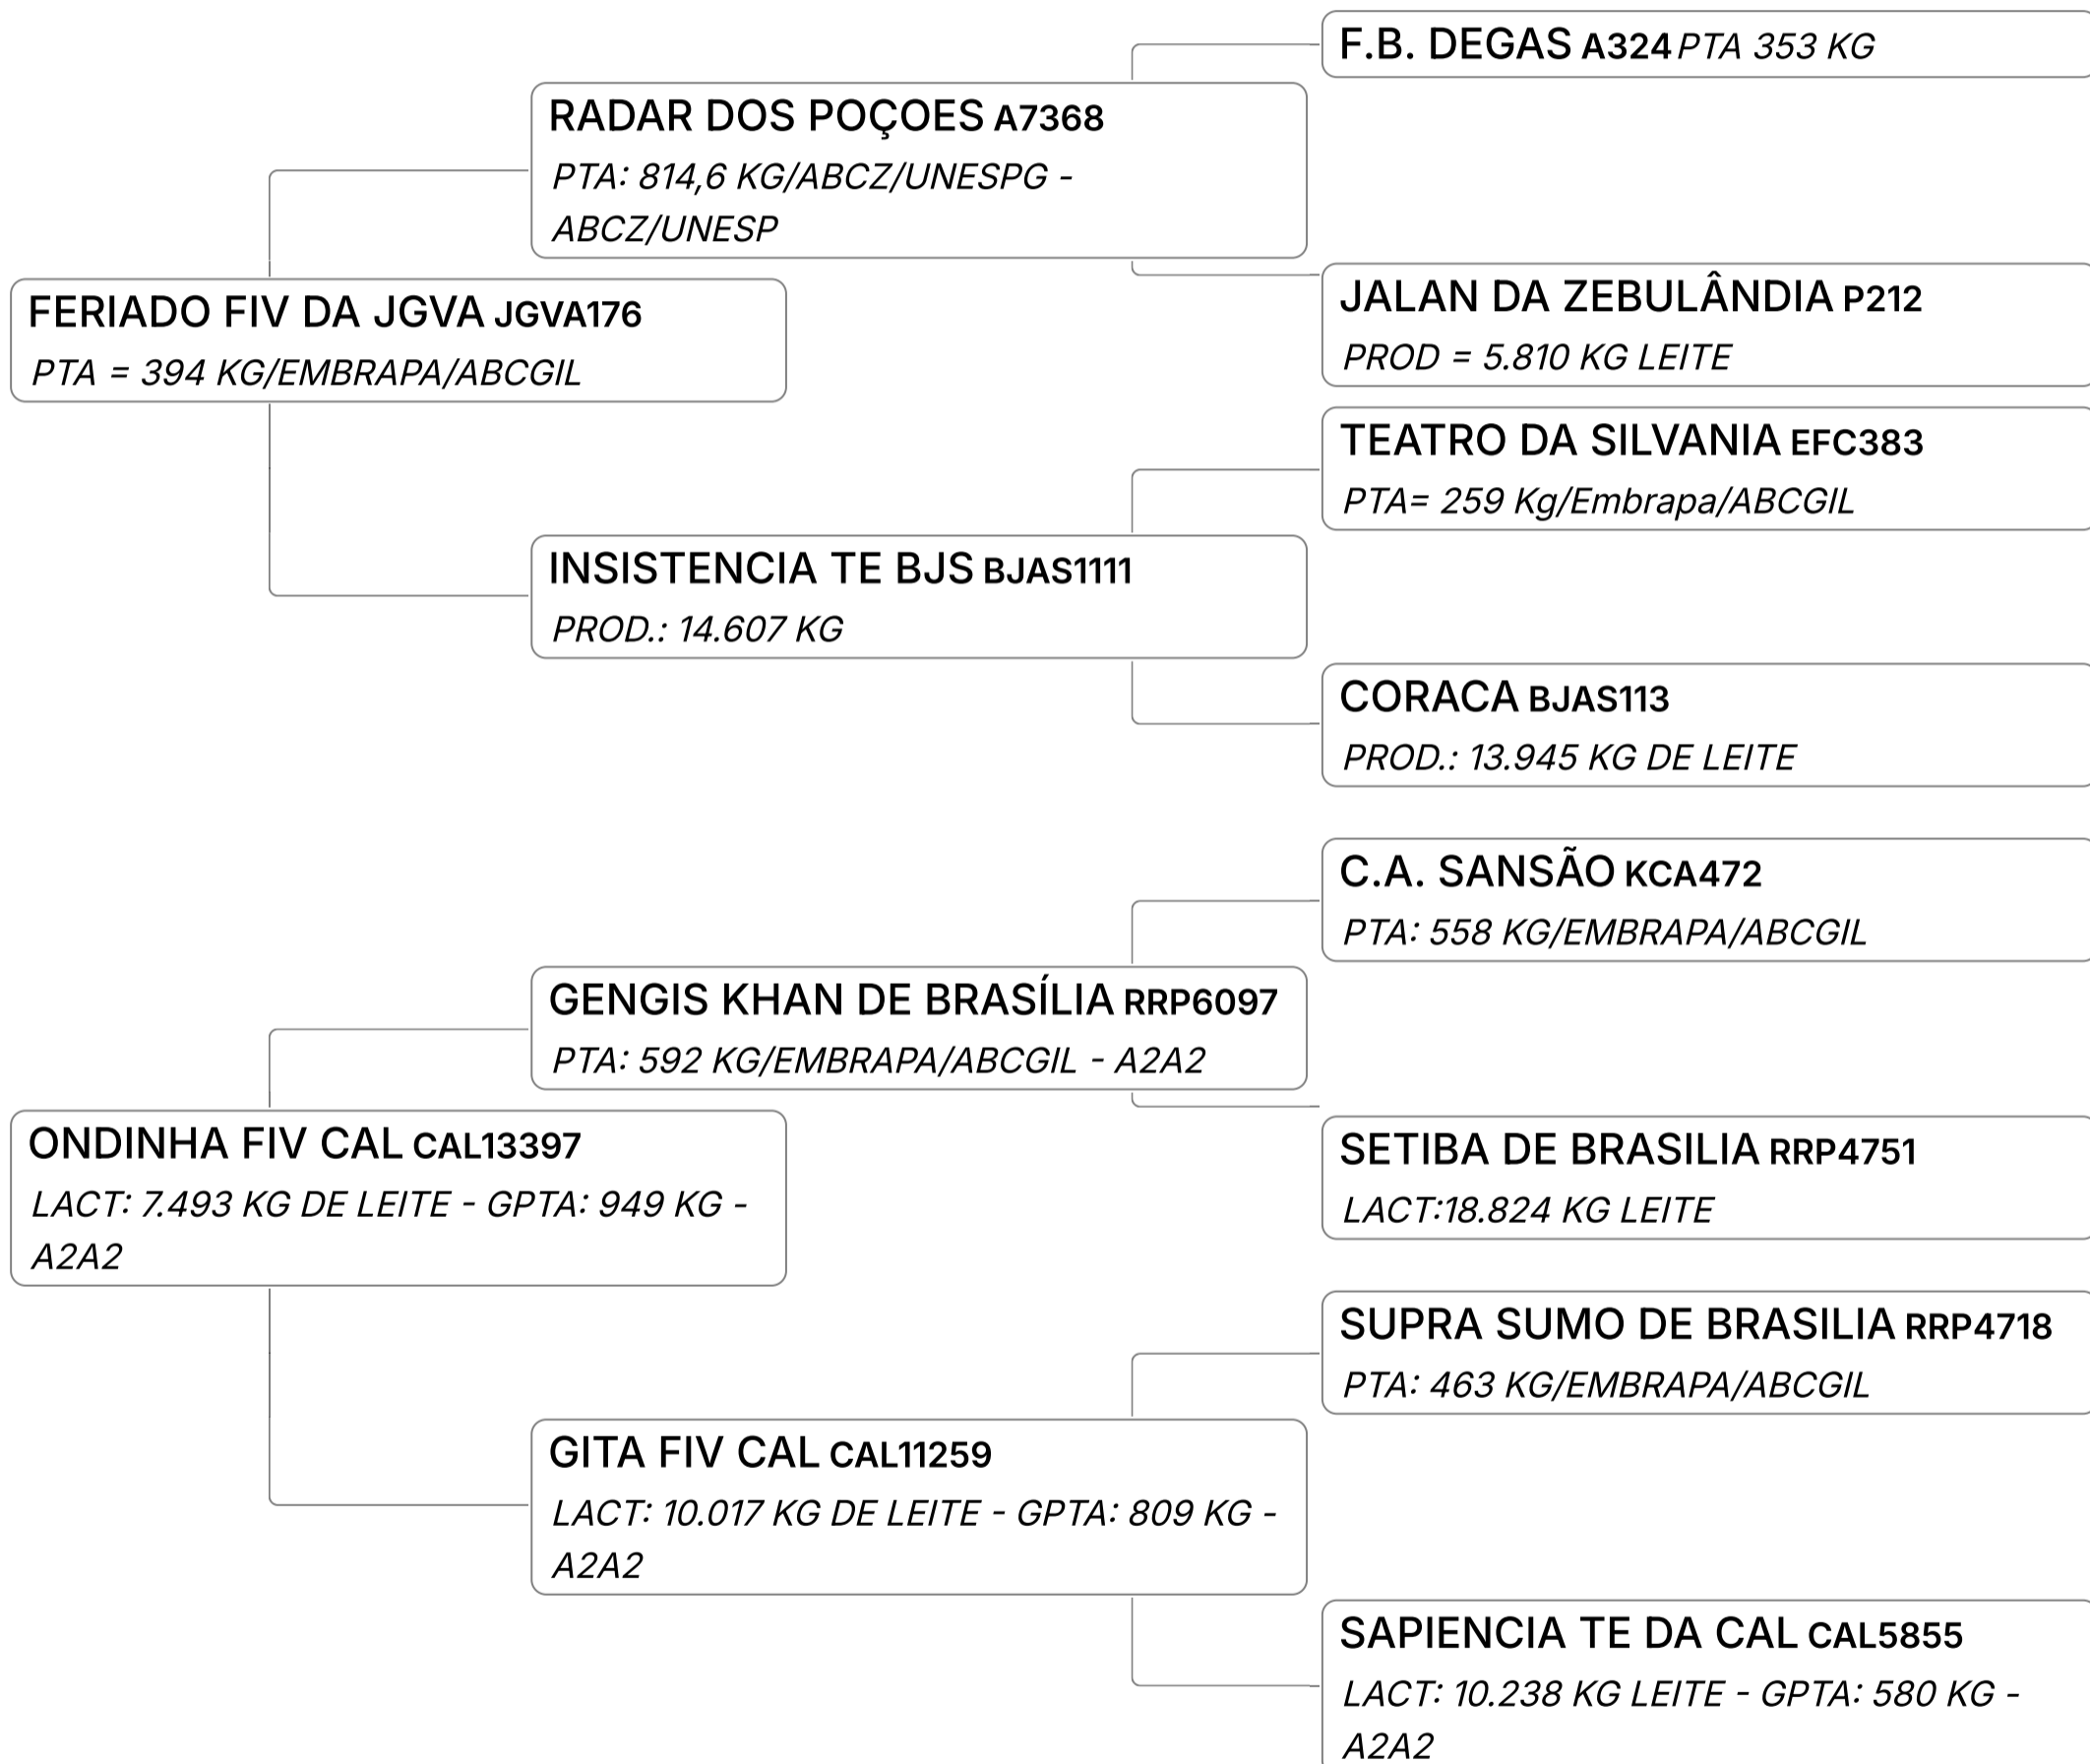 F.B. DEGAS A324 PTA 353 KG
RADAR DOS POÇOES A7368
PTA: 814,6 KG/ABCZ/UNESPG -
ABCZ/UNESP
JALAN DA ZEBULÂNDIA P212
PROD = 5.810 KG LEITE
FERIADO FIV DA JGVA JGVA176
PTA = 394 KG/EMBRAPA/ABCGIL
TEATRO DA SILVANIA EFC383
PTA= 259 Kg/Embrapa/ABCGIL
INSISTENCIA TE BJS BJAS1111
PROD.: 14.607 KG
CORACA BJAS113
PROD.: 13.945 KG DE LEITE
C.A. SANSÃO KCA472
PTA: 558 KG/EMBRAPA/ABCGIL
GENGIS KHAN DE BRASÍLIA RRP6097
PTA: 592 KG/EMBRAPA/ABCGIL - A2A2
SETIBA DE BRASILIA RRP4751
LACT:18.824 KG LEITE
ONDINHA FIV CAL CAL13397
LACT: 7.493 KG DE LEITE - GPTA: 949 KG -
A2A2
SUPRA SUMO DE BRASILIA RRP4718
PTA: 463 KG/EMBRAPA/ABCGIL
GITA FIV CAL CAL11259
LACT: 10.017 KG DE LEITE - GPTA: 809 KG -
A2A2
SAPIENCIA TE DA CAL CAL5855
LACT: 10.238 KG LEITE - GPTA: 580 KG -
A2A2